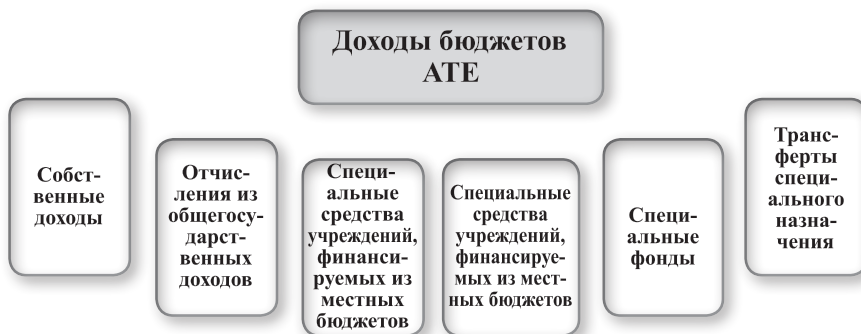 Доходы бюджетов
АТЕ
Собст-
венные
доходы
Отчис-
ления из
общегосу-
дарст-
венных
доходов
Специ-
альные
средства
учреждений,
финанси-
руемых из
местных
бюджетов
Специальные
средства
учреждений,
финансируе-
мых из мест-
ных бюджетов
Специ-
альные
фонды
Транс-
ферты
специ-
ального
назна-
чения